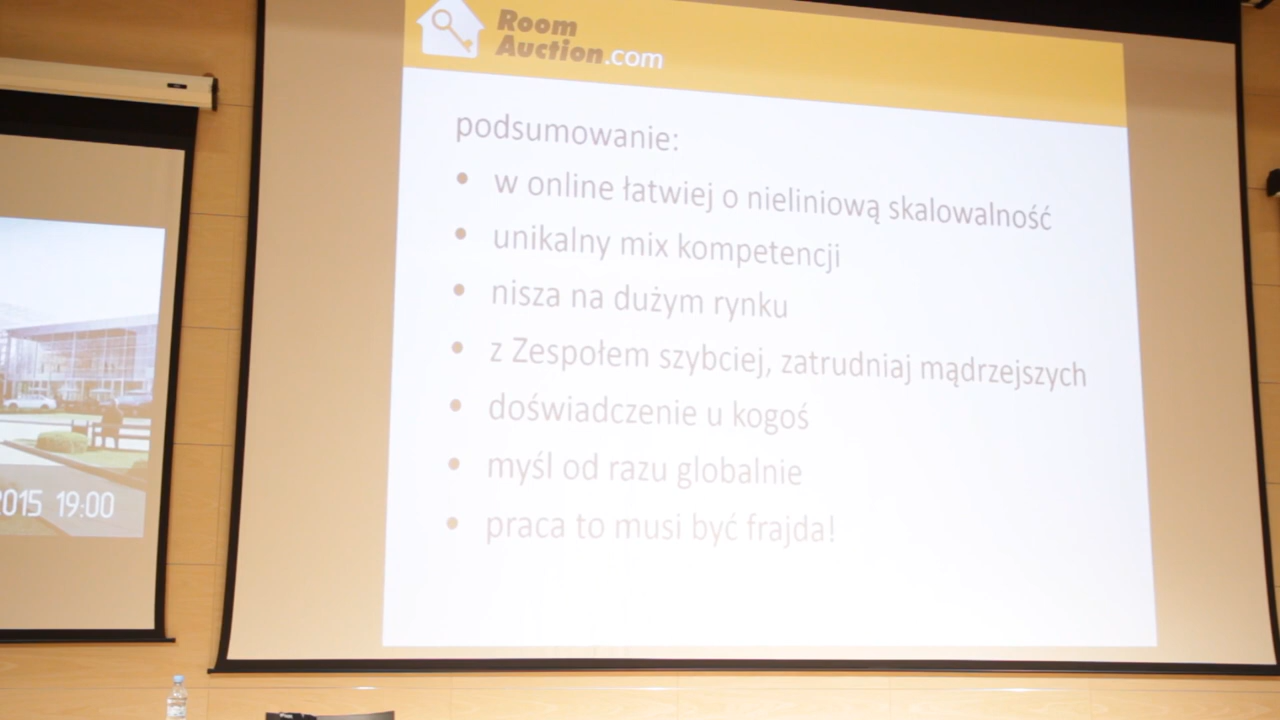 Room
Auction.com
podsumowanie:
• w online łatwiej o nieliniową skalowalność
• unikalny mix kompetencji
• nisza na dużym rynku
• z Zespołem szybciej, zatrudniaj mądrzejszych
• doświadczenie u kogoś
• myśl od razu globalnie
• praca to musi być frajda!
2015 19:00